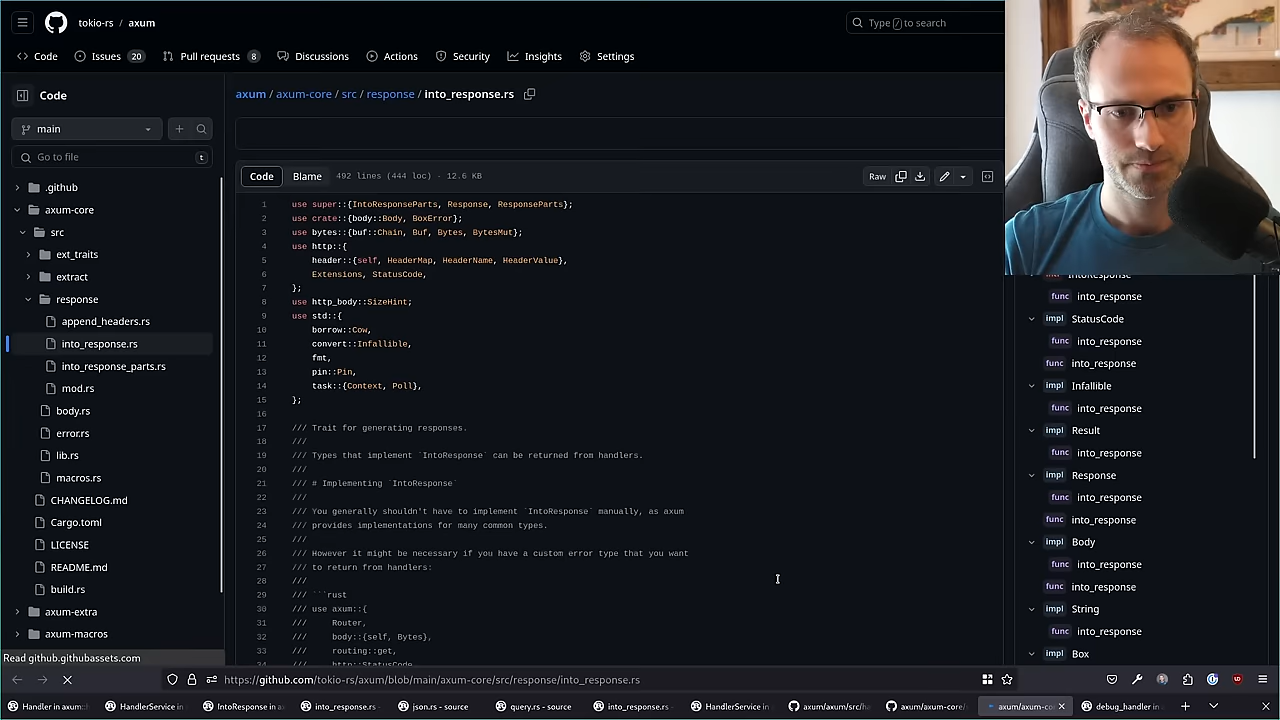 tokio-rs / axum
Type / to search
Code
Issues 20
Pull requests 8
Discussions
Actions
Security
Insights
Settings
Code
main
Go to file
t
.github
axum-core
src
ext_traits
extract
response
append_headers.rs
into_response.rs
into_response_parts.rs
mod.rs
body.rs
error.rs
lib.rs
macros.rs
CHANGELOG.md
Cargo.toml
LICENSE
README.md
build.rs
axum-extra
axum-macros
Read github.githubassets.com
axum / axum-core / src / response / into_response.rs
Code Blame 492 lines (444 loc) · 12.6 KB
Raw
1 use super::{IntoResponseParts, Response, ResponseParts};
2 use crate::{body::Body, BoxError};
3 use bytes::{buf::Chain, Buf, Bytes, BytesMut};
4 use http::{
5 header::{self, HeaderMap, HeaderName, HeaderValue},
6 Extensions, StatusCode,
7 };
8 use http_body::SizeHint;
9 use std::{
10 borrow::Cow,
11 convert::Infallible,
12 fmt,
13 pin::Pin,
14 task::{Context, Poll},
15 };
16
17 /// Trait for generating responses.
18 ///
19 /// Types that implement `IntoResponse` can be returned from handlers.
20 ///
21 /// # Implementing `IntoResponse`
22 ///
23 /// You generally shouldn't have to implement `IntoResponse` manually, as axum
24 /// provides implementations for many common types.
25 ///
26 /// However it might be necessary if you have a custom error type that you want
27 /// to return from handlers:
28 ///
29 /// ```rust
30 /// use axum::{
31 /// Router,
32 /// body::{self, Bytes},
33 /// routing::get,
34 /// http::StatusCode
intf IntoResponse
func into_response
impl StatusCode
func into_response
func into_response
impl Infallible
func into_response
impl Result
func into_response
impl Response
func into_response
func into_response
impl Body
func into_response
func into_response
impl String
func into_response
impl Box
https://github.com/tokio-rs/axum/blob/main/axum-core/src/response/into_response.rs
Handler in axum::
HandlerService in
IntoResponse in a
into_response.rs -
json.rs - source
query.rs - source
into_response.rs -
HandlerService in
axum/axum/src/ha
axum/axum-core/
axum/axum-co
debug_handler in